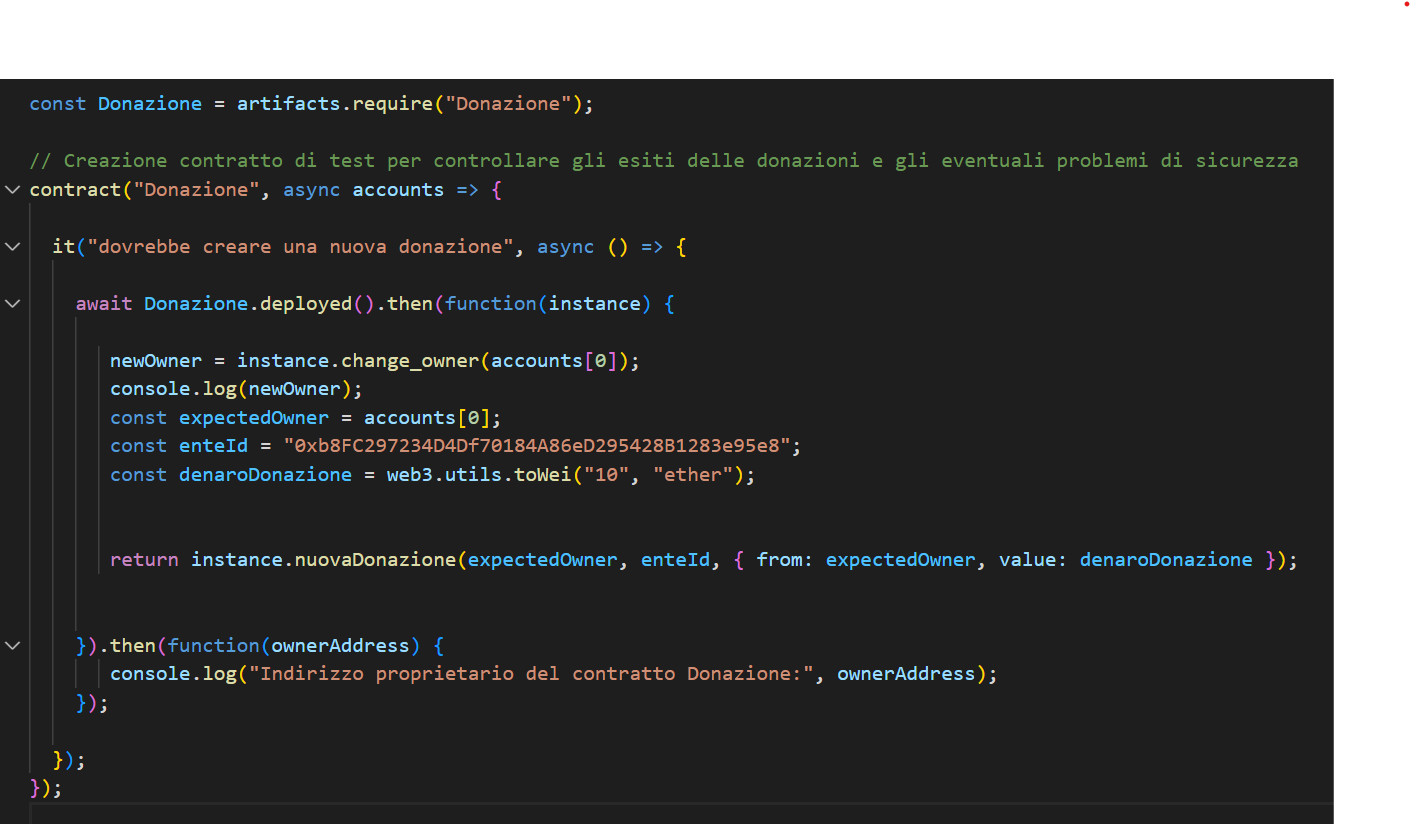 const Donazione = artifacts.require("Donazione");
// Creazione contratto di test per controllare gli esiti delle donazioni e gli eventuali problemi di sicurezza
contract("Donazione", async accounts => {
it("dovrebbe creare una nuova donazione", async () => {
await Donazione.deployed().then(function(instance) {
newOwner = instance.change_owner(accounts[0]);
console.log(newOwner);
const expectedOwner = accounts[0];
const enteId = "0xb8FC297234D4Df70184A86eD295428B1283e95e8";
const denaroDonazione = web3.utils.toWei("10", "ether");
return instance.nuovaDonazione(expectedOwner, enteId, { from: expectedOwner, value: denaroDonazione });
}).then(function(ownerAddress) {
console.log("Indirizzo proprietario del contratto Donazione:", ownerAddress);
});
});
});